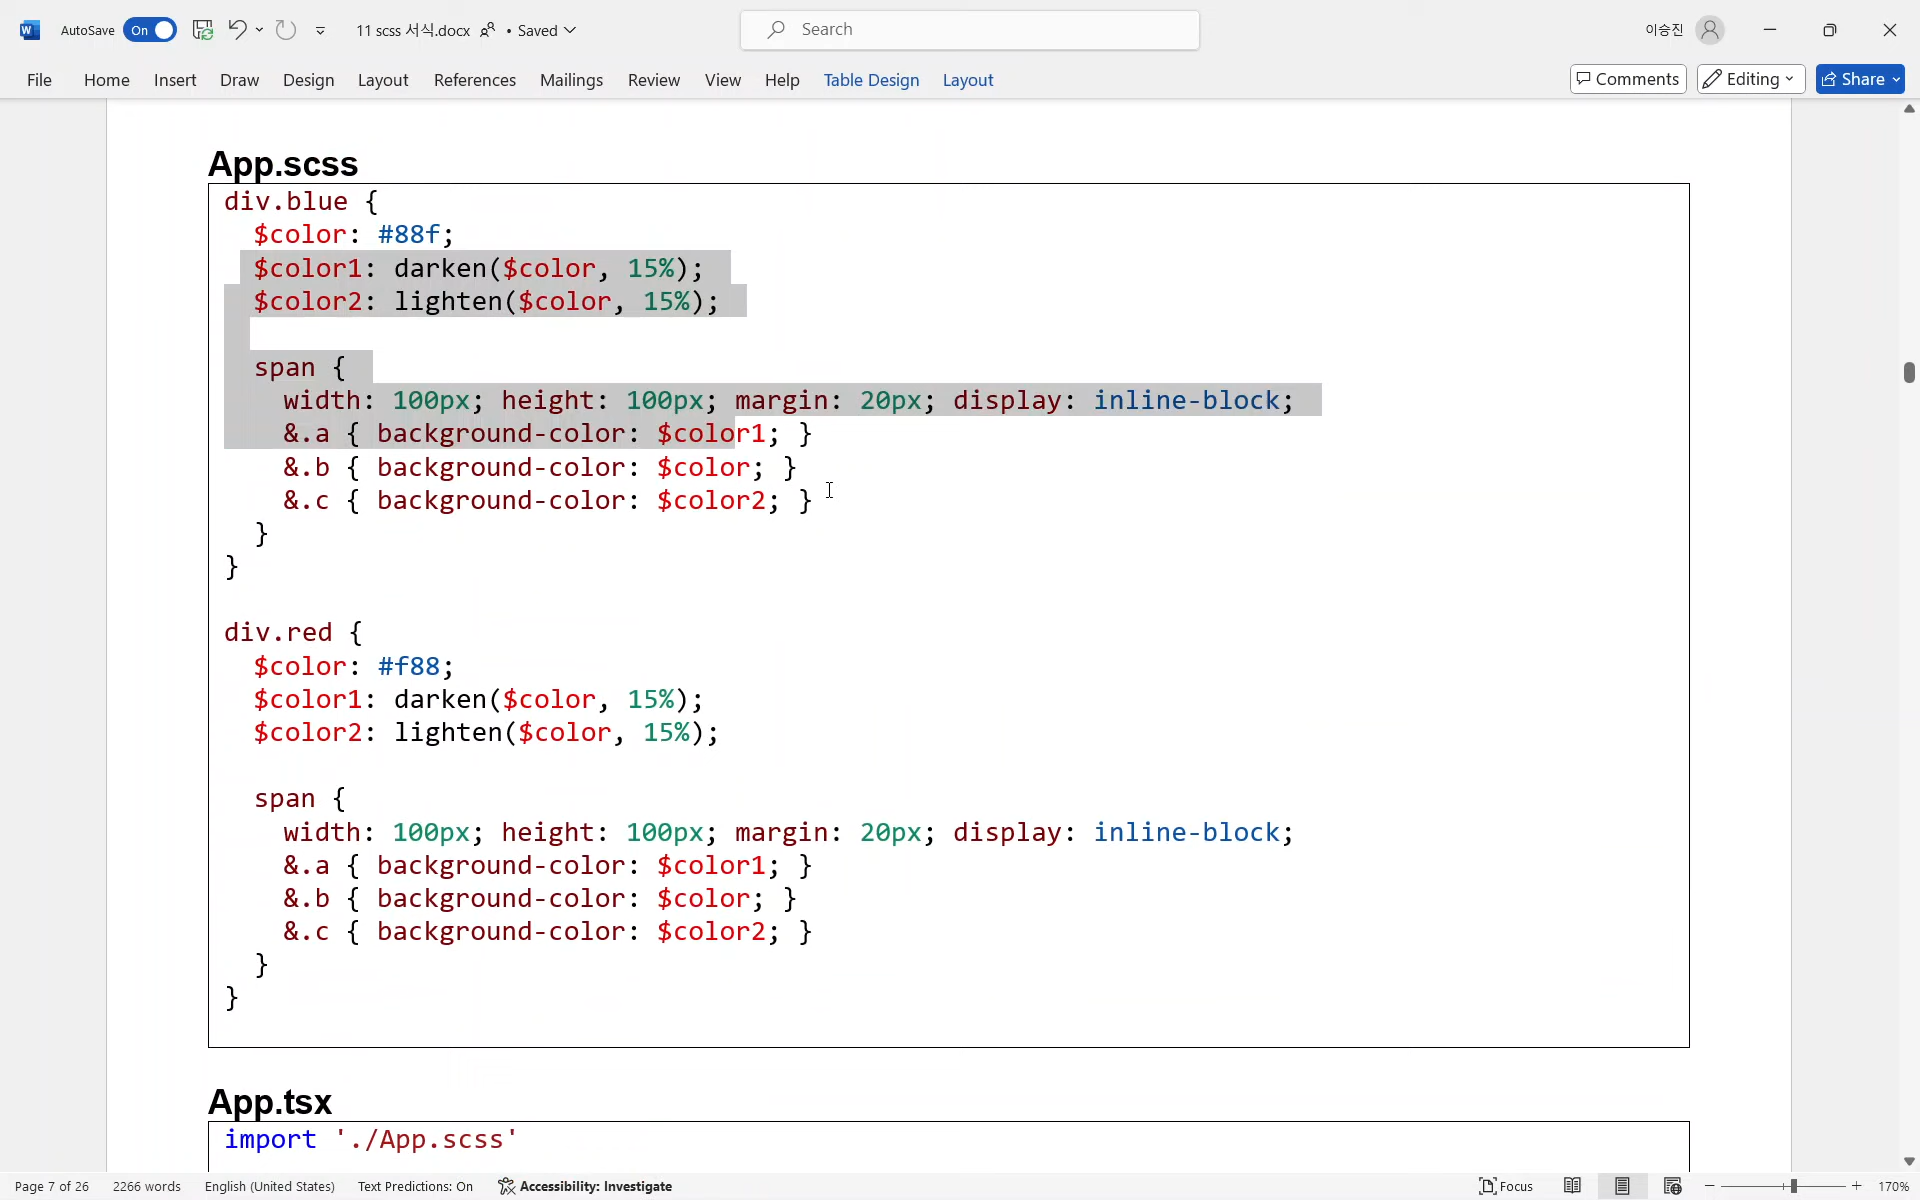 AutoSave On 11 scss 서식.docx • Saved Search 이승진
File Home Insert Draw Design Layout References Mailings Review View Help Table Design Layout Comments Editing Share
App.scss
div.blue {
$color: #88f;
$color1: darken($color, 15%);
$color2: lighten($color, 15%);
span {
width: 100px; height: 100px; margin: 20px; display: inline-block;
&.a { background-color: $color1; }
&.b { background-color: $color; }
&.c { background-color: $color2; }
}
}
div.red {
$color: #f88;
$color1: darken($color, 15%);
$color2: lighten($color, 15%);
span {
width: 100px; height: 100px; margin: 20px; display: inline-block;
&.a { background-color: $color1; }
&.b { background-color: $color; }
&.c { background-color: $color2; }
}
}
App.tsx
import './App.scss'
Page 7 of 26 2266 words English (United States) Text Predictions: On Accessibility: Investigate Focus 170%